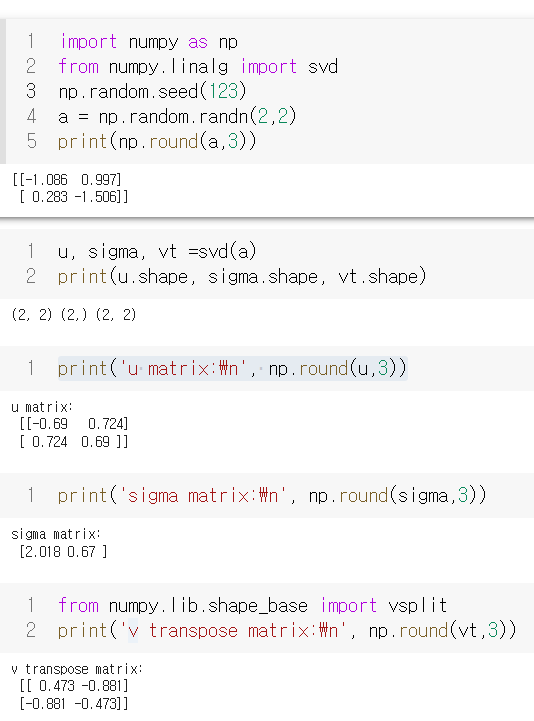 1 import numpy as np
2 from numpy.linalg import svd
3 np.random.seed(123)
4 a = np.random.randn(2,2)
5 print(np.round(a,3))
[[-1.086 0.997]
[ 0.283 -1.506]]
1 u, sigma, vt =svd(a)
2 print(u.shape, sigma.shape, vt.shape)
(2, 2) (2,) (2, 2)
1 print('u·matrix:₩n',·np.round(u,3))
u matrix:
[[-0.69 0.724]
[ 0.724 0.69 ]]
1 print('sigma matrix:₩n', np.round(sigma,3))
sigma matrix:
[2.018 0.67 ]
1 from numpy.lib.shape_base import vsplit
2 print('v transpose matrix:₩n', np.round(vt,3))
v transpose matrix:
[[ 0.473 -0.881]
[-0.881 -0.473]]